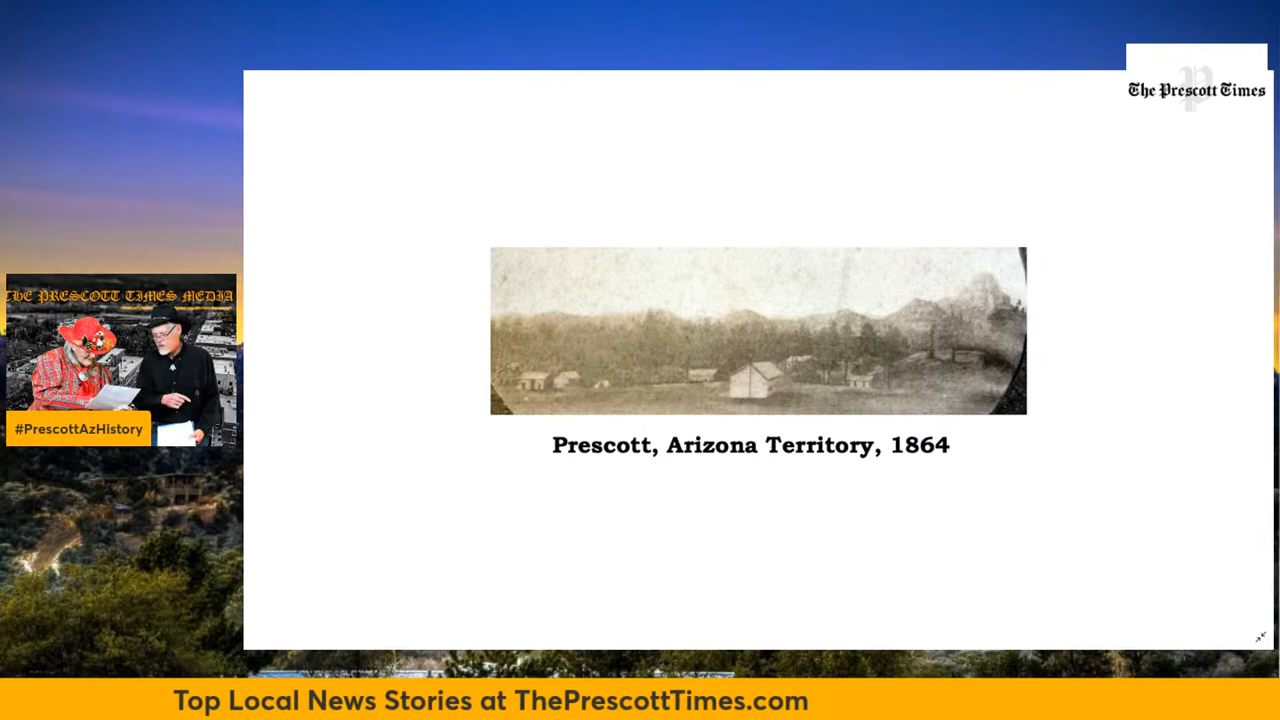 The Prescott Times
THE PRESCOTT TIMES MEDIA
#PrescottAzHistory
Prescott, Arizona Territory, 1864
Top Local News Stories at ThePrescottTimes.com